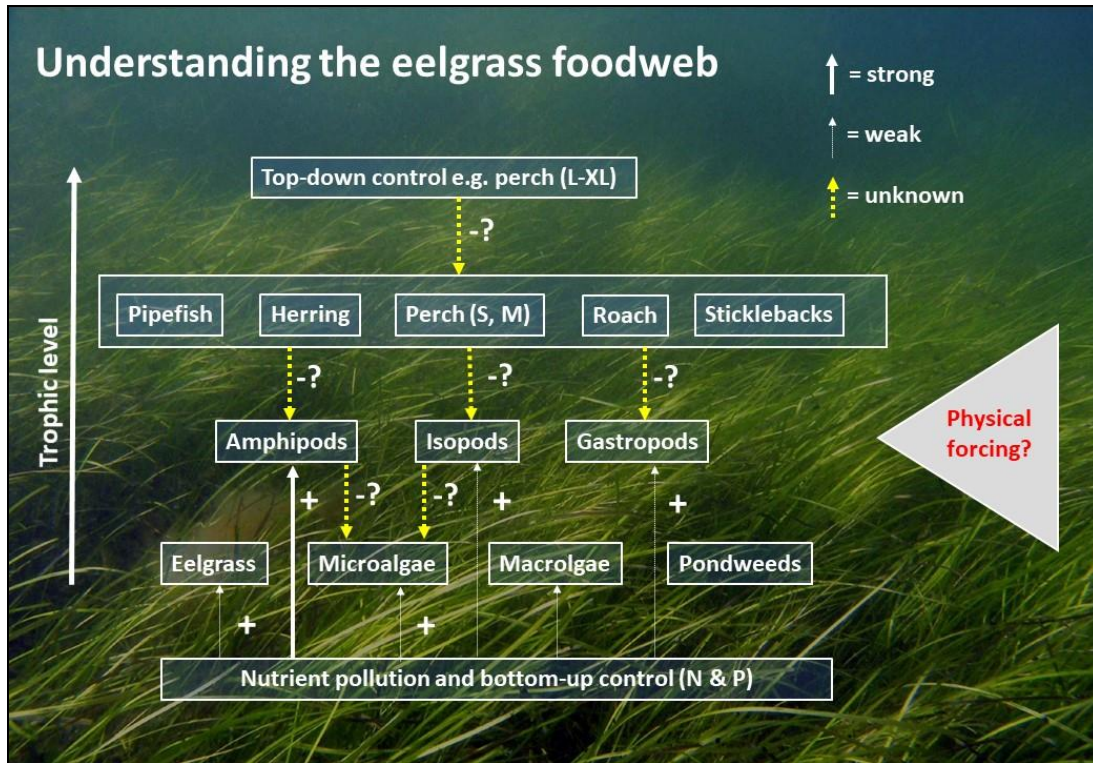 Understanding the eelgrass foodweb
= strong
= weak
= unknown
Top-down control e.g. perch (L-XL)
-?
Pipefish
Herring
Perch (S, M)
Roach
Sticklebacks
-?
-?
-?
Trophic level
Amphipods
Isopods
Gastropods
Physical
forcing?
+
-?
-?
+
+
Eelgrass
Microalgae
Macrolgae
Pondweeds
+
+
Nutrient pollution and bottom-up control (N & P)